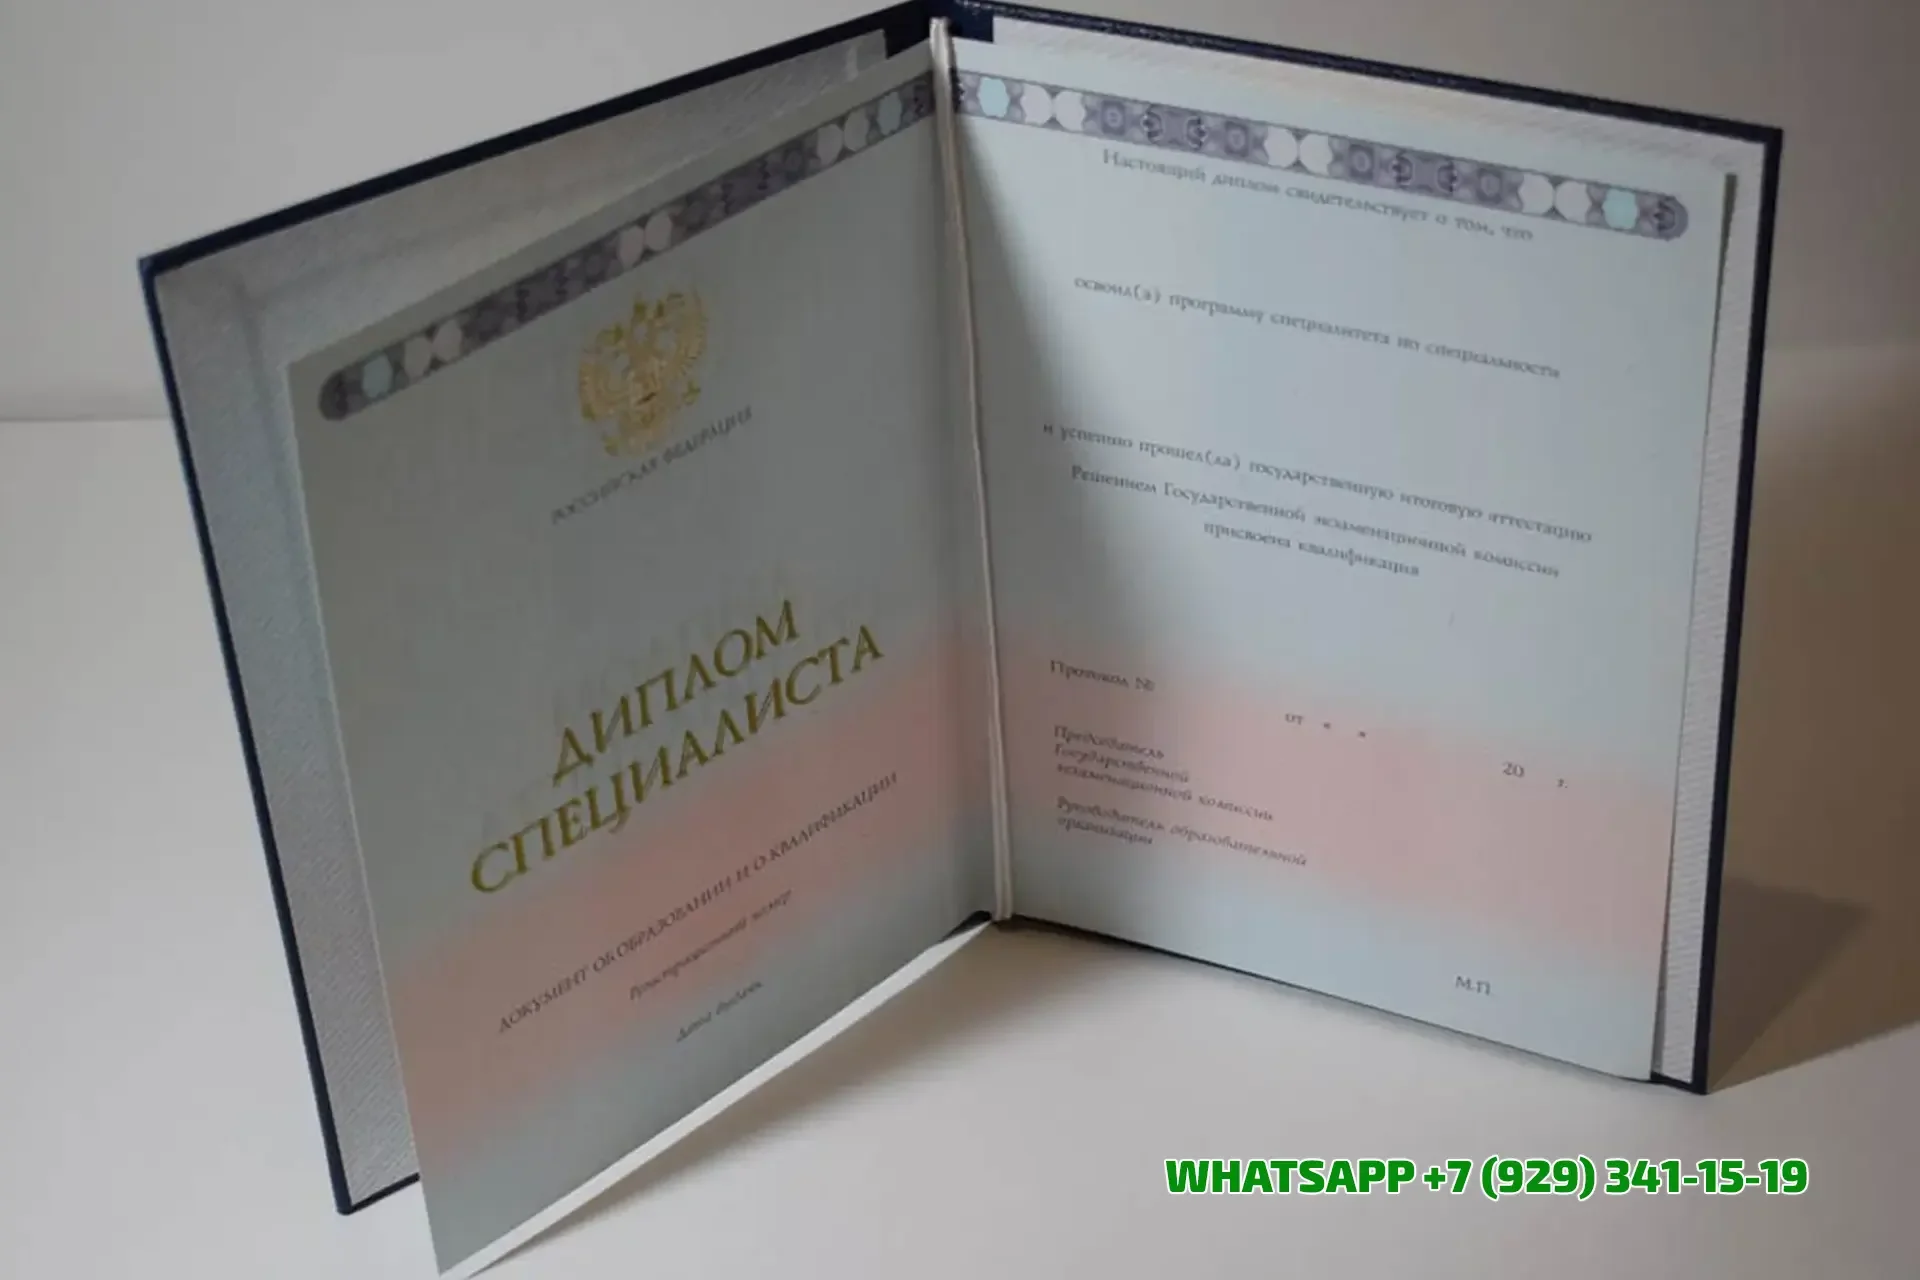 РОССИЙСКАЯ ФЕДЕРАЦИЯ
ДИПЛОМ
СПЕЦИАЛИСТА
ДОКУМЕНТ ОБ ОБРАЗОВАНИИ И О КВАЛИФИКАЦИИ
Регистрационный номер
Дата выдачи
Настоящий диплом свидетельствует о том, что
освоил(а) программу специалитета по специальности
и успешно прошел(ла) государственную итоговую аттестацию
Решением Государственной экзаменационной комиссии
присвоена квалификация
Протокол №
от « » 20 г.
Председатель
Государственной
экзаменационной комиссии
Руководитель образовательной
организации
М.П.
WHATSAPP +7 (929) 341-15-19